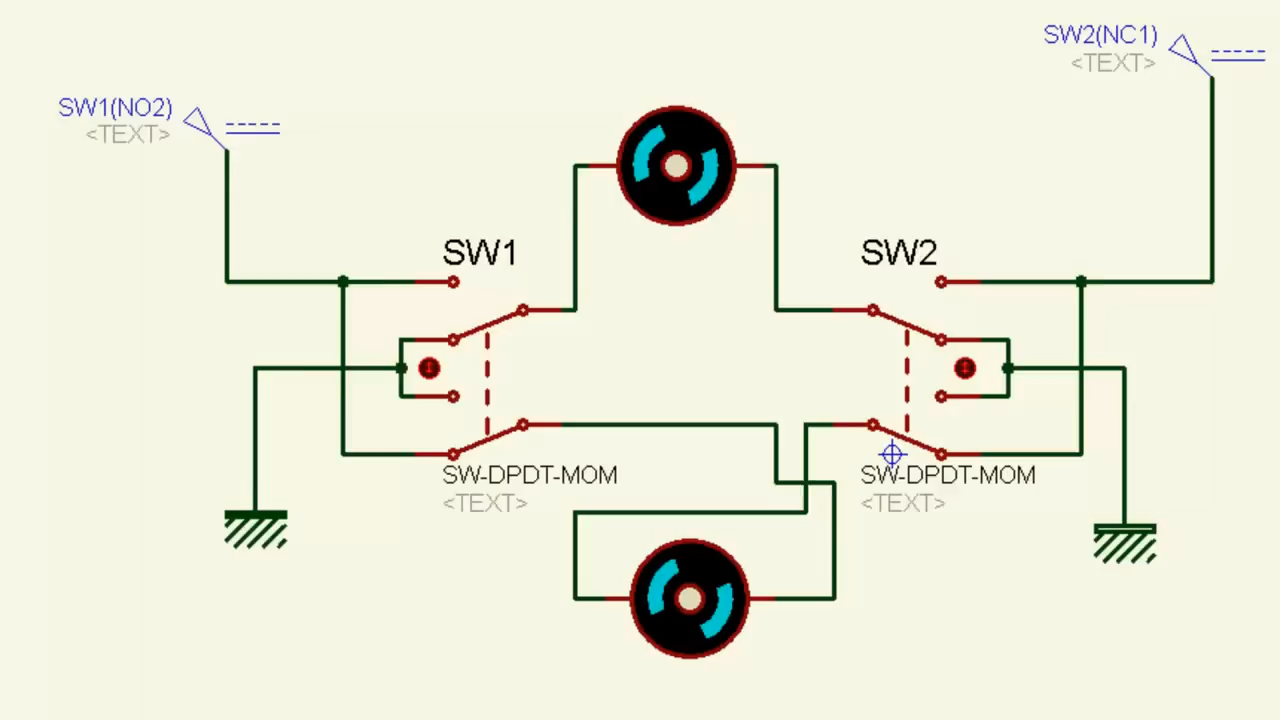 SW2(NC1)
<TEXT>
SW1(NO2)
<TEXT>
SW1
SW2
SW-DPDT-MOM
<TEXT>
SW-DPDT-MOM
<TEXT>